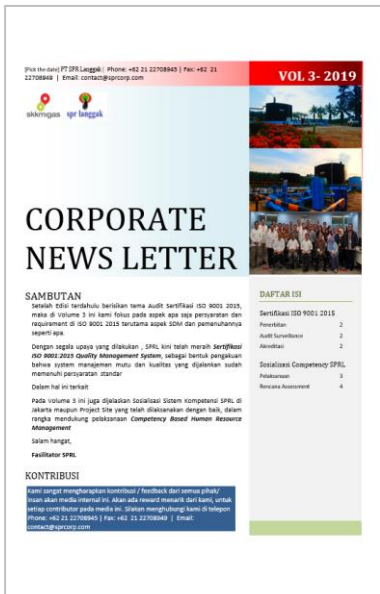 [Pick the date] PT SPR Langgak | Phone: +62 21 22708945 | Fax: +62 21
22708949 | Email: contact@sprcorp.com
VOL 3- 2019
skkmigas
spr langgak
CORPORATE
NEWS LETTER
SAMBUTAN
Setelah Edisi terdahulu berisikan tema Audit Sertifikasi ISO 9001 2015,
maka di Volume 3 ini kami fokus pada aspek apa saja persyaratan dan
requirement di ISO 9001 2015 terutama aspek SDM dan pemenuhannya
seperti apa.
Dengan segala upaya yang dilakukan , SPRL kini telah meraih Sertifikasi
ISO 9001:2015 Quality Management System, sebagai bentuk pengakuan
bahwa system manajemen mutu dan kualitas yang dijalenkan sudah
memenuhi persyaratan standar
Dalam hal ini terkait
Pada Volume 3 ini juga dijelaskan Sosialisasi Sistem Kompetensi SPRL di
Jakarta maupun Project Site yang telah dilaksanakan dengan baik, dalam
rangka mendukung pelaksanaan Competency Based Human Resource
Management
Salam hangat,
Fasilitator SPRL
KONTRIBUSI
Kami sangat mengharapkan kontribusi / feedback dari semua pihak/
insan akan media internal ini. Akan ada reward menarik dari kami, untuk
setiap contributor pada media ini. Silakan menghubungi kami di telepon
Phone: +62 21 22708945 | Fax: +62 21 22708949 | Email:
contact@sprcorp.com
DAFTAR ISI
Sertifikasi ISO 9001 2015
Penerbitan 2
Audit Surveillance 2
Akreditasi 2
Sosialisasi Competency SPRL
Pelaksanaan 3
Rencana Assessment 4